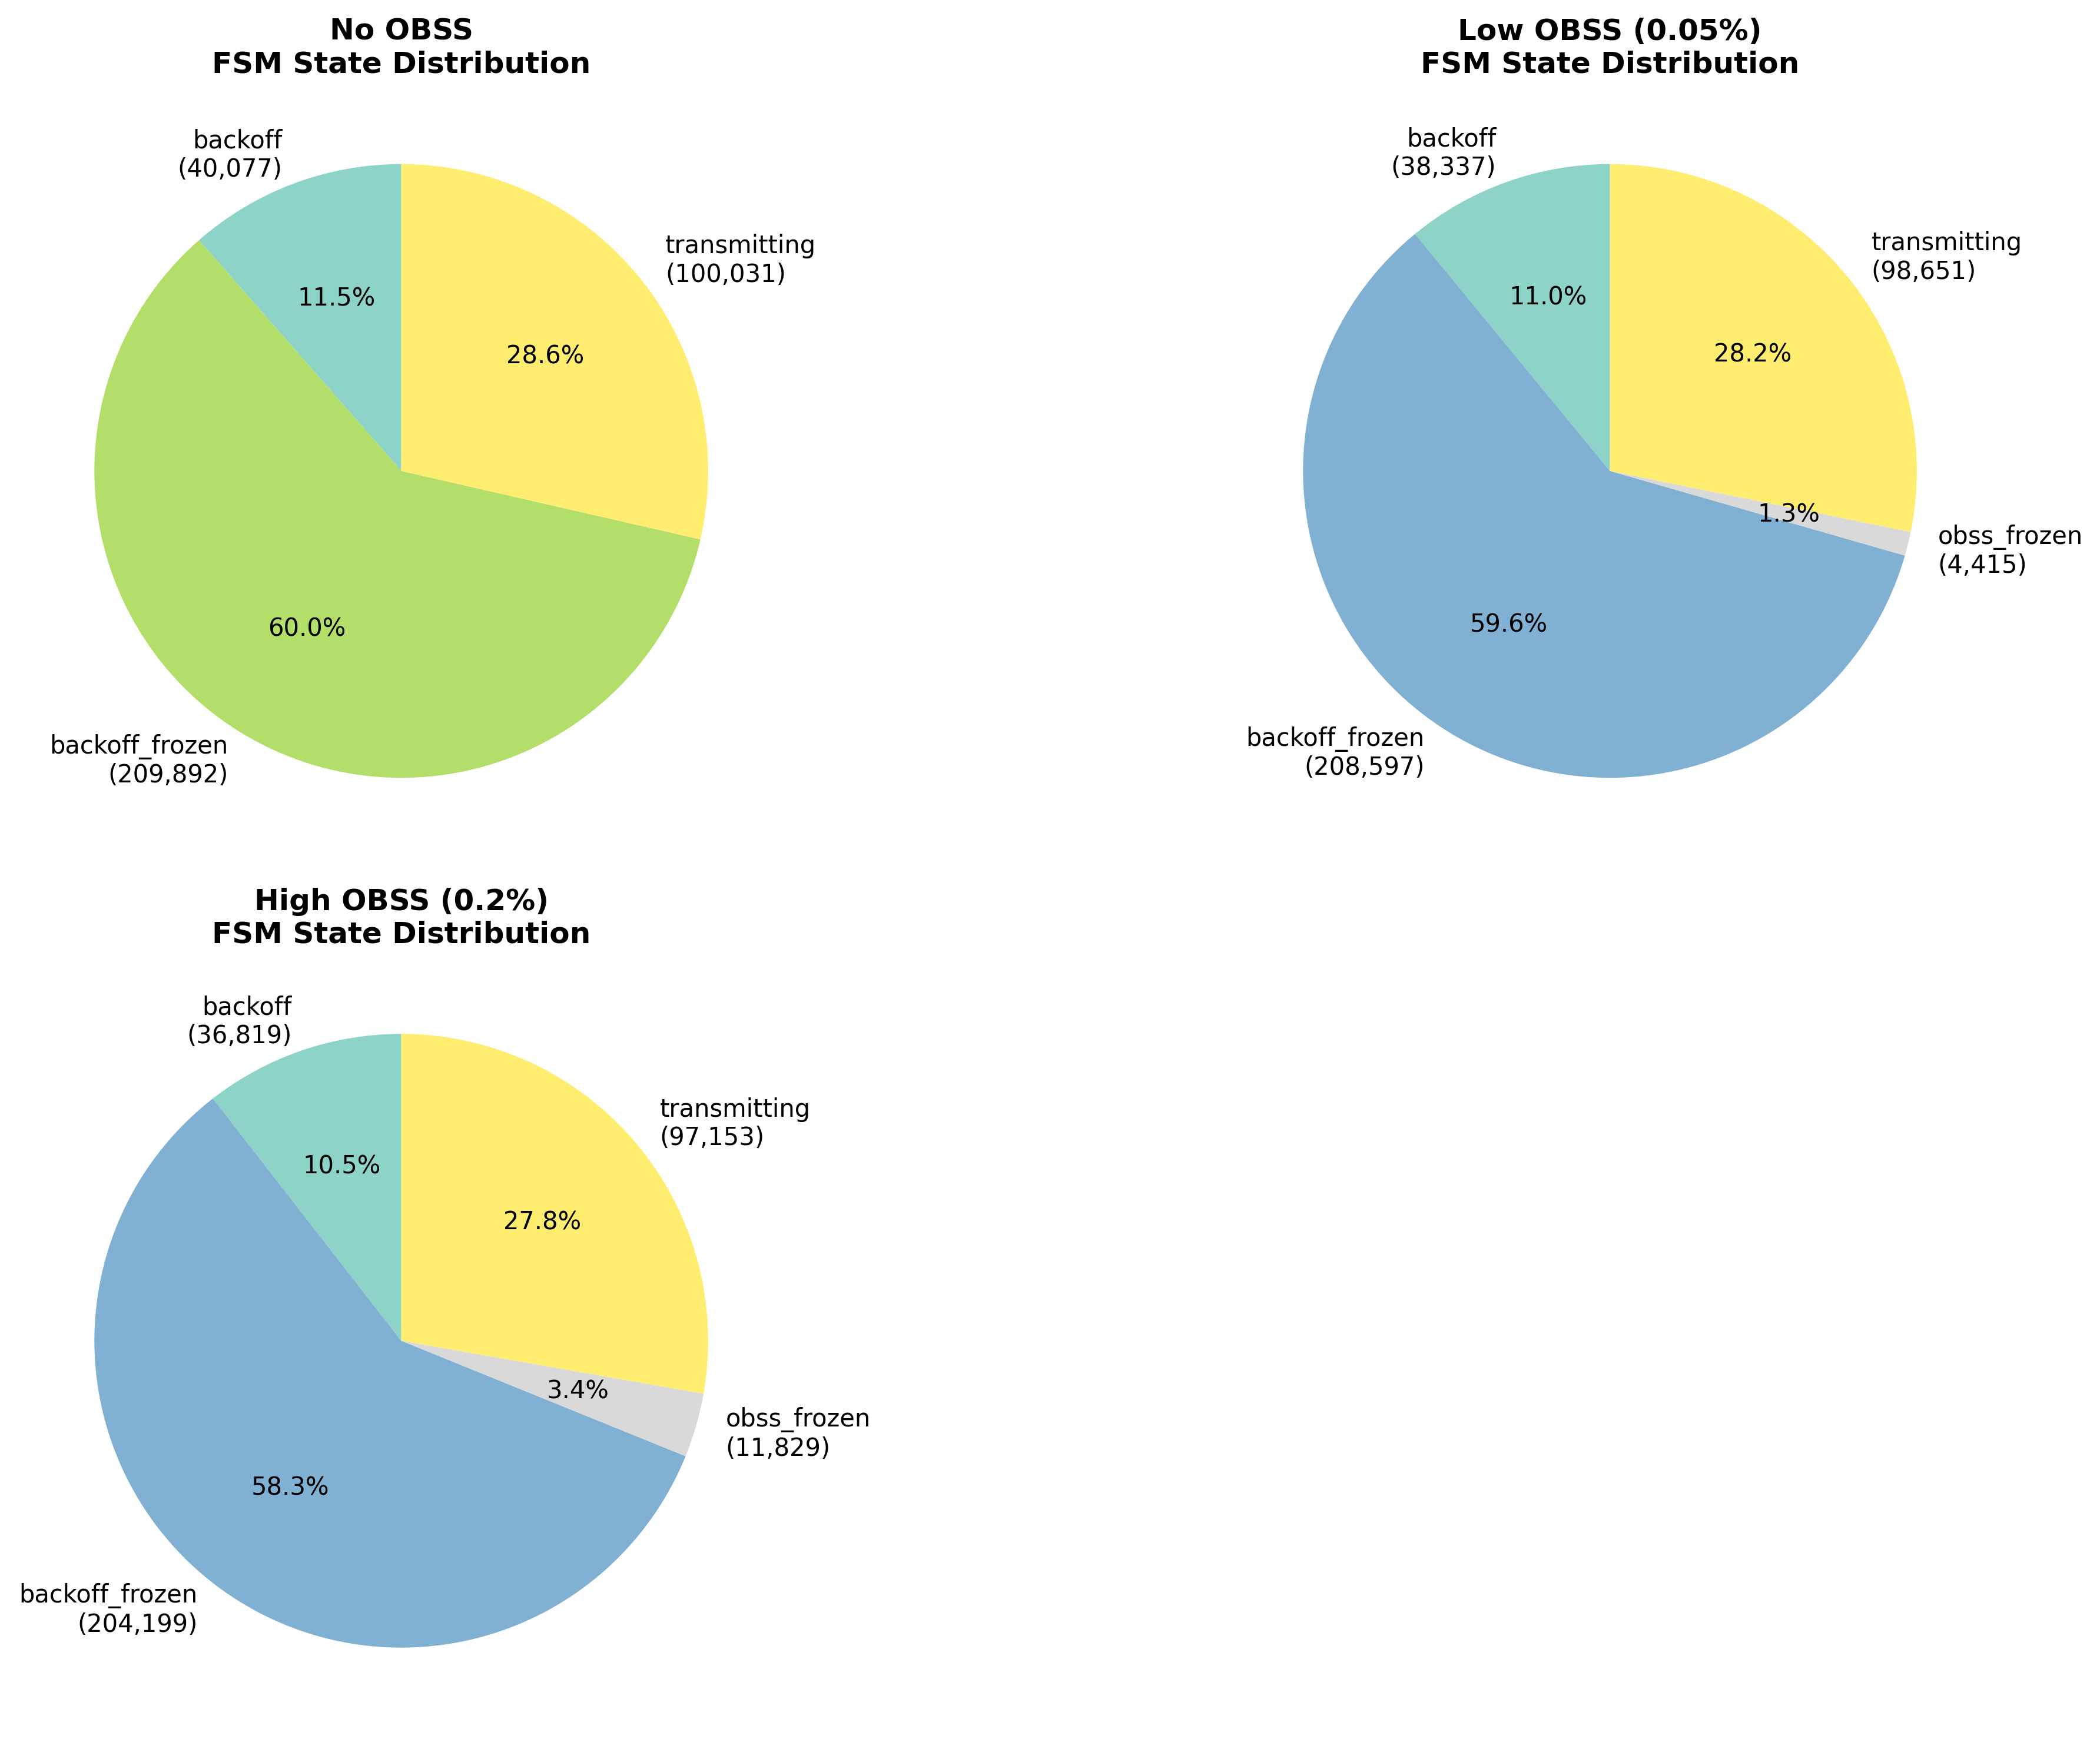 No OBSS
FSM State Distribution
backoff
(40,077)
transmitting
(100,031)
11.5%
28.6%
60.0%
backoff_frozen
(209,892)
Low OBSS (0.05%)
FSM State Distribution
backoff
(38,337)
transmitting
(98,651)
11.0%
28.2%
1.3%
obss_frozen
(4,415)
59.6%
backoff_frozen
(208,597)
High OBSS (0.2%)
FSM State Distribution
backoff
(36,819)
transmitting
(97,153)
10.5%
27.8%
3.4%
obss_frozen
(11,829)
58.3%
backoff_frozen
(204,199)